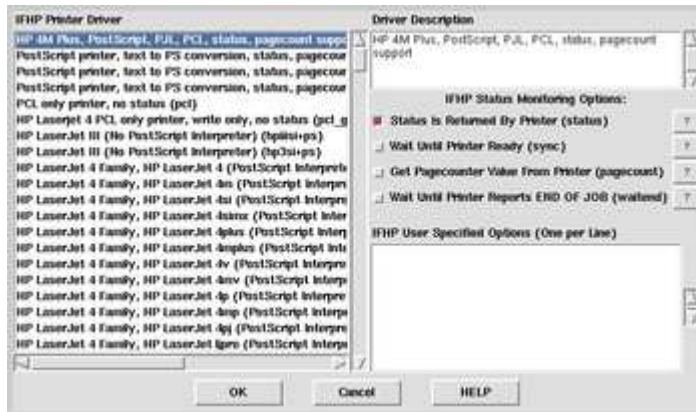 IFHP Printer Driver
HP 4M Plus, PostScript, PJL, PCL, status, pagecount supp
PostScript printer, text to PS conversion, status, pagecour
PostScript printer, text to PS conversion, status, pagecour
PostScript printer, text to PS conversion, status, pagecour
PCL only printer, no status (pcl)
HP Laserjet 4 PCL only printer, write only, no status (pcl_g
HP LaserJet III (No PostScript Interpreter)
HP LaserJet III (No PostScript Interpreter) (hp3si+ps)
HP LaserJet 4 Family, HP LaserJet 4 (PostScript Interprete
HP LaserJet 4 Family, HP LaserJet 4m (PostScript Interpre
HP LaserJet 4 Family, HP LaserJet 4si (PostScript Interpre
HP LaserJet 4 Family, HP LaserJet 4simx (PostScript Inter
HP LaserJet 4 Family, HP LaserJet 4plus (PostScript Interp
HP LaserJet 4 Family, HP LaserJet 4mplus (PostScript Inte
HP LaserJet 4 Family, HP LaserJet 4v (PostScript Interpre
HP LaserJet 4 Family, HP LaserJet 4mv (PostScript Interp
HP LaserJet 4 Family, HP LaserJet 4p (PostScript Interpre
HP LaserJet 4 Family, HP LaserJet 4mp (PostScript Interp
HP LaserJet 4 Family, HP LaserJet 4pj (PostScript Interpre
HP LaserJet 4 Family, HP LaserJet (PostScript Interpre
Driver Description
HP 4M Plus, PostScript, PJL, PCL, status, pagecount
support
IFHP Status Monitoring Options:
Status Is Returned By Printer (status) ?
Wait Until Printer Ready (sync) ?
Get Pagecounter Value From Printer (pagecount) ?
Wait Until Printer Reports END OF JOB (waitend) ?
IFHP User Specified Options (One per Line)
OK Cancel HELP